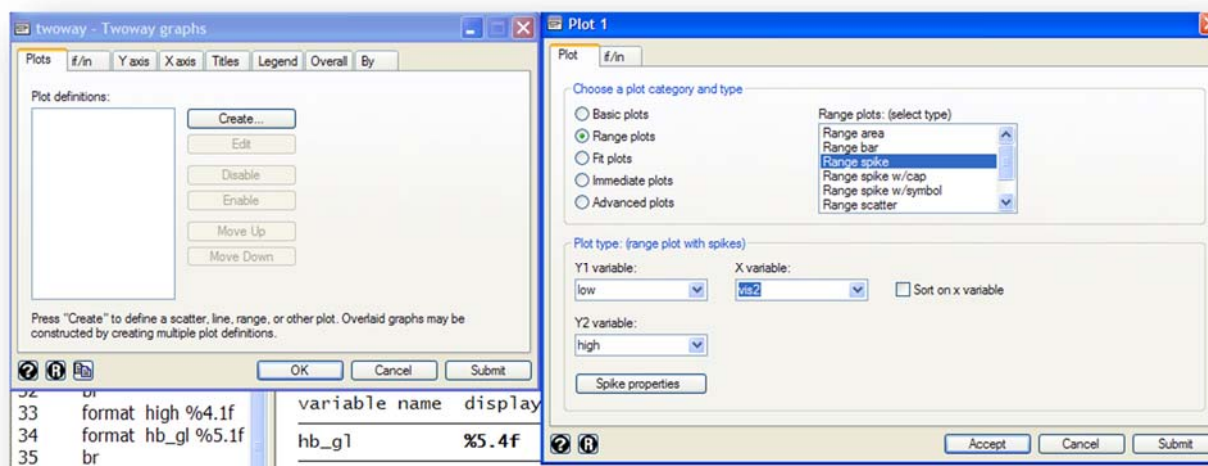 twoway - Twoway graphs
Plots if/in Y axis X axis Titles Legend Overall By
Plot definitions:
Create...
Edit
Disable
Enable
Move Up
Move Down
Press "Create" to define a scatter, line, range, or other plot. Overlaid graphs may be
constructed by creating multiple plot definitions.
? R OK Cancel Submit
32 br
33 format high %4.1f
34 format hb_gl %5.1f
35 br
variable name display
hb_gl %5.4f
Plot 1
Plot if/in
Choose a plot category and type
Basic plots
Range plots
Fit plots
Immediate plots
Advanced plots
Range plots: (select type)
Range area
Range bar
Range spike
Range spike w/cap
Range spike w/symbol
Range scatter
Plot type: (range plot with spikes)
Y1 variable: X variable:
low vis2 Sort on x variable
Y2 variable:
high
Spike properties
? R Accept Cancel Submit